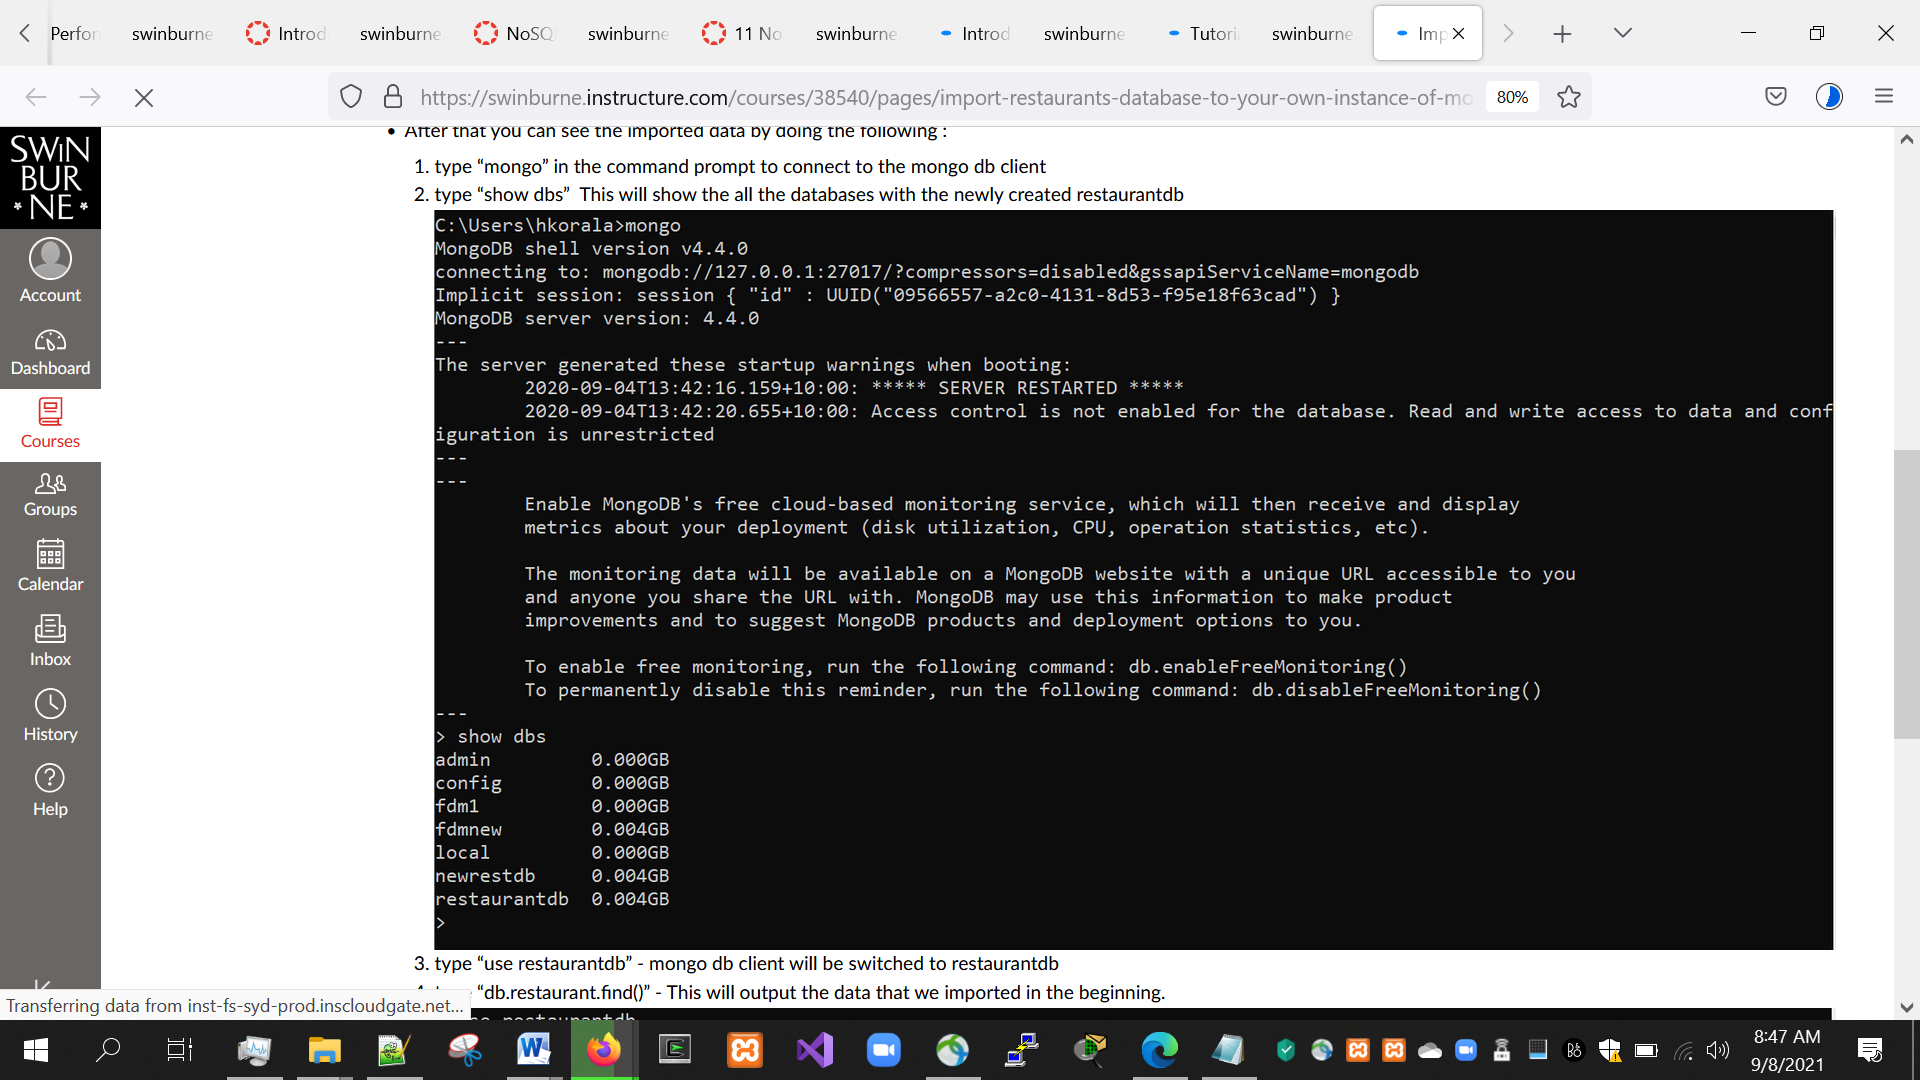 Perfor swinburne Introd swinburne NoSQ swinburne 11 No swinburne Introd swinburne Tutori swinburne Imp
https://swinburne.instructure.com/courses/38540/pages/import-restaurants-database-to-your-own-instance-of-mo 80%
SWIN
BUR
NE
Account
Dashboard
Courses
Groups
Calendar
Inbox
History
Help
• After that you can see the imported data by doing the following :
1. type “mongo” in the command prompt to connect to the mongo db client
2. type “show dbs”  This will show the all the databases with the newly created restaurantdb
C:\Users\hkorala>mongo
MongoDB shell version v4.4.0
connecting to: mongodb://127.0.0.1:27017/?compressors=disabled&gssapiServiceName=mongodb
Implicit session: session { "id" : UUID("09566557-a2c0-4131-8d53-f95e18f63cad") }
MongoDB server version: 4.4.0
---
The server generated these startup warnings when booting:
2020-09-04T13:42:16.159+10:00: ***** SERVER RESTARTED *****
2020-09-04T13:42:20.655+10:00: Access control is not enabled for the database. Read and write access to data and conf
iguration is unrestricted
---
---
Enable MongoDB's free cloud-based monitoring service, which will then receive and display
metrics about your deployment (disk utilization, CPU, operation statistics, etc).
The monitoring data will be available on a MongoDB website with a unique URL accessible to you
and anyone you share the URL with. MongoDB may use this information to make product
improvements and to suggest MongoDB products and deployment options to you.
To enable free monitoring, run the following command: db.enableFreeMonitoring()
To permanently disable this reminder, run the following command: db.disableFreeMonitoring()
---
> show dbs
admin 0.000GB
config 0.000GB
fdm1 0.000GB
fdmnew 0.004GB
local 0.000GB
newrestdb 0.004GB
restaurantdb 0.004GB
>
3. type “use restaurantdb” - mongo db client will be switched to restaurantdb
“db.restaurant.find()” - This will output the data that we imported in the beginning.
restaurantdb
Transferring data from inst-fs-syd-prod.inscloudgate.net...
8:47 AM
9/8/2021